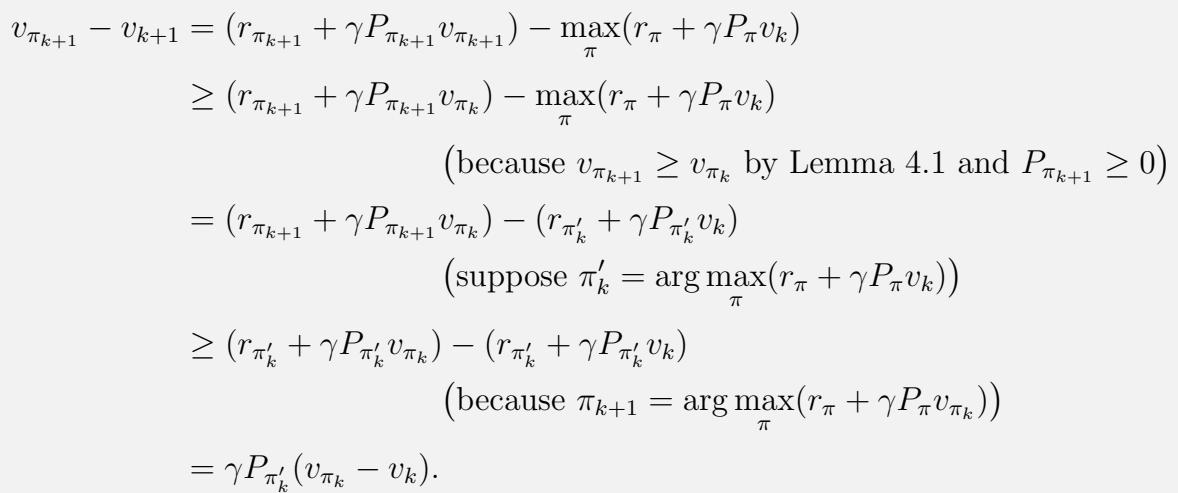 $v_{\pi_{k+1}} - v_{k+1} = (r_{\pi_{k+1}} + \gamma P_{\pi_{k+1}} v_{\pi_{k+1}}) - \max_{\pi}(r_{\pi} + \gamma P_{\pi} v_k)$
$\geq (r_{\pi_{k+1}} + \gamma P_{\pi_{k+1}} v_{\pi_k}) - \max_{\pi}(r_{\pi} + \gamma P_{\pi} v_k)$
(because $v_{\pi_{k+1}} \geq v_{\pi_k}$ by Lemma 4.1 and $P_{\pi_{k+1}} \geq 0$)
$= (r_{\pi_{k+1}} + \gamma P_{\pi_{k+1}} v_{\pi_k}) - (r_{\pi'_k} + \gamma P_{\pi'_k} v_k)$
(suppose $\pi'_k = \arg\max_{\pi}(r_{\pi} + \gamma P_{\pi} v_k)$)
$\geq (r_{\pi'_k} + \gamma P_{\pi'_k} v_{\pi_k}) - (r_{\pi'_k} + \gamma P_{\pi'_k} v_k)$
(because $\pi_{k+1} = \arg\max_{\pi}(r_{\pi} + \gamma P_{\pi} v_{\pi_k})$)
$= \gamma P_{\pi'_k}(v_{\pi_k} - v_k).$